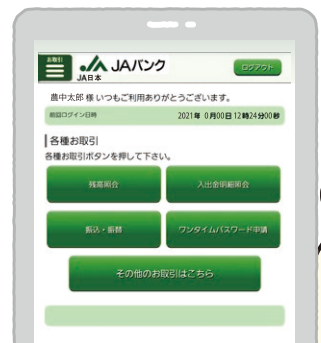 お取引
JAバンク
JA日本
ログアウト
農中太郎 様 いつもご利用ありがとうございます。
前回ログイン日時
2021年 0月00日 12時24分00秒
各種お取引
各種お取引ボタンを押して下さい。
残高照会
入出金明細照会
振込・振替
ワンタイムパスワード申請
その他のお取引はこちら